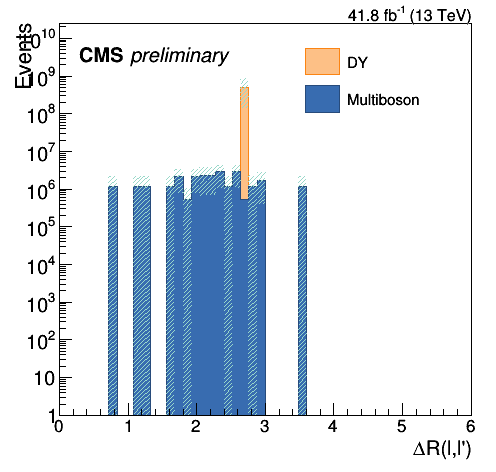 41.8 fb⁻¹ (13 TeV)
Events
CMS preliminary
DY
Multiboson
10¹⁰
10⁹
10⁸
10⁷
10⁶
10⁵
10⁴
10³
10²
10
1
0 1 2 3 4 5 6
ΔR(l,l')